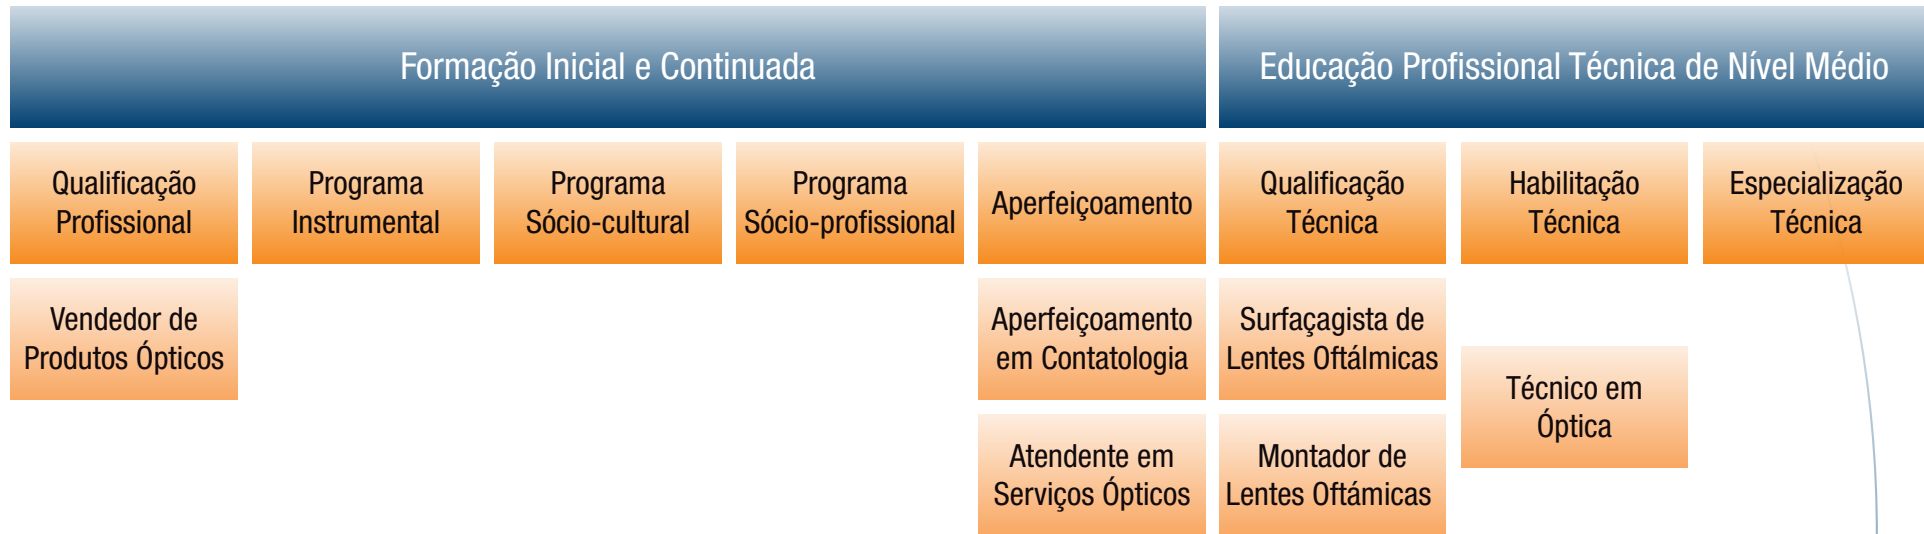 Formação Inicial e Continuada
Educação Profissional Técnica de Nível Médio
Qualificação
Profissional
Programa
Instrumental
Programa
Sócio-cultural
Programa
Sócio-profissional
Aperfeiçoamento
Qualificação
Técnica
Habilitação
Técnica
Especialização
Técnica
Vendedor de
Produtos Ópticos
Aperfeiçoamento
em Contatologia
Surfaçagista de
Lentes Oftálmicas
Técnico em
Óptica
Atendente em
Serviços Ópticos
Montador de
Lentes Oftámicas